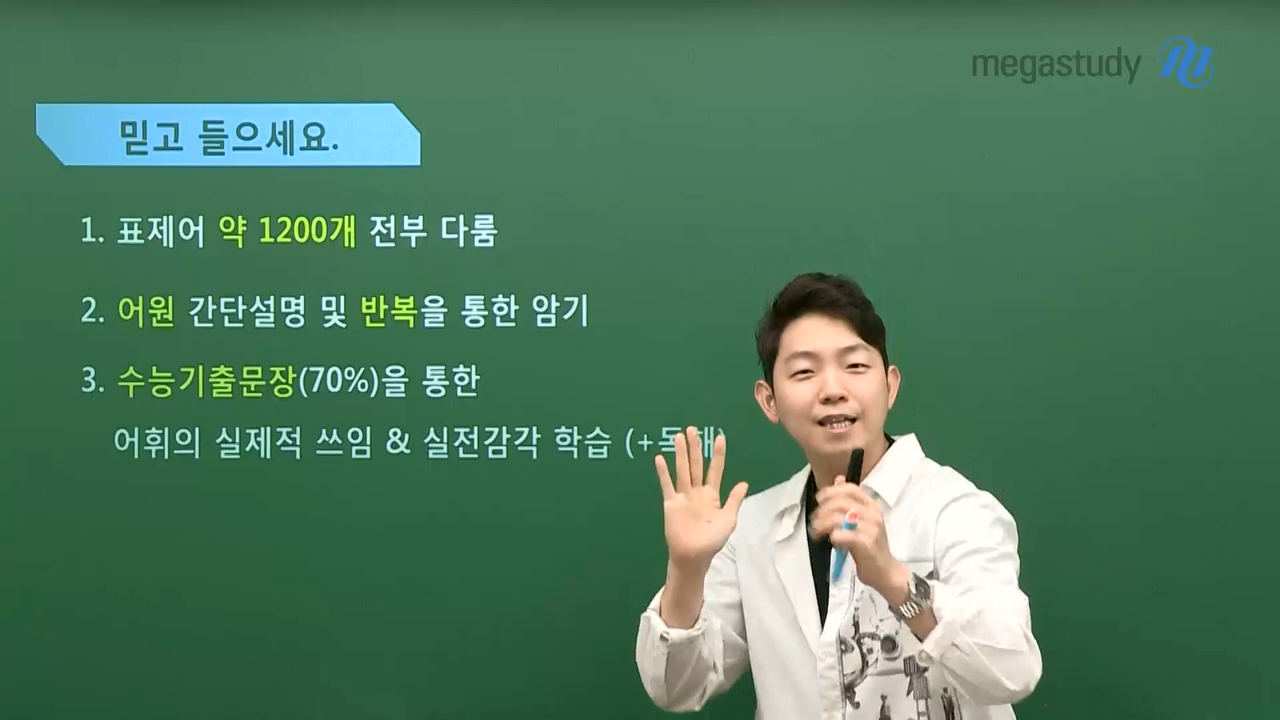 megastudy
믿고 들으세요.
1. 표제어 약 1200개 전부 다룸
2. 어원 간단설명 및 반복을 통한 암기
3. 수능기출문장(70%)을 통한
어휘의 실제적 쓰임 & 실전감각 학습